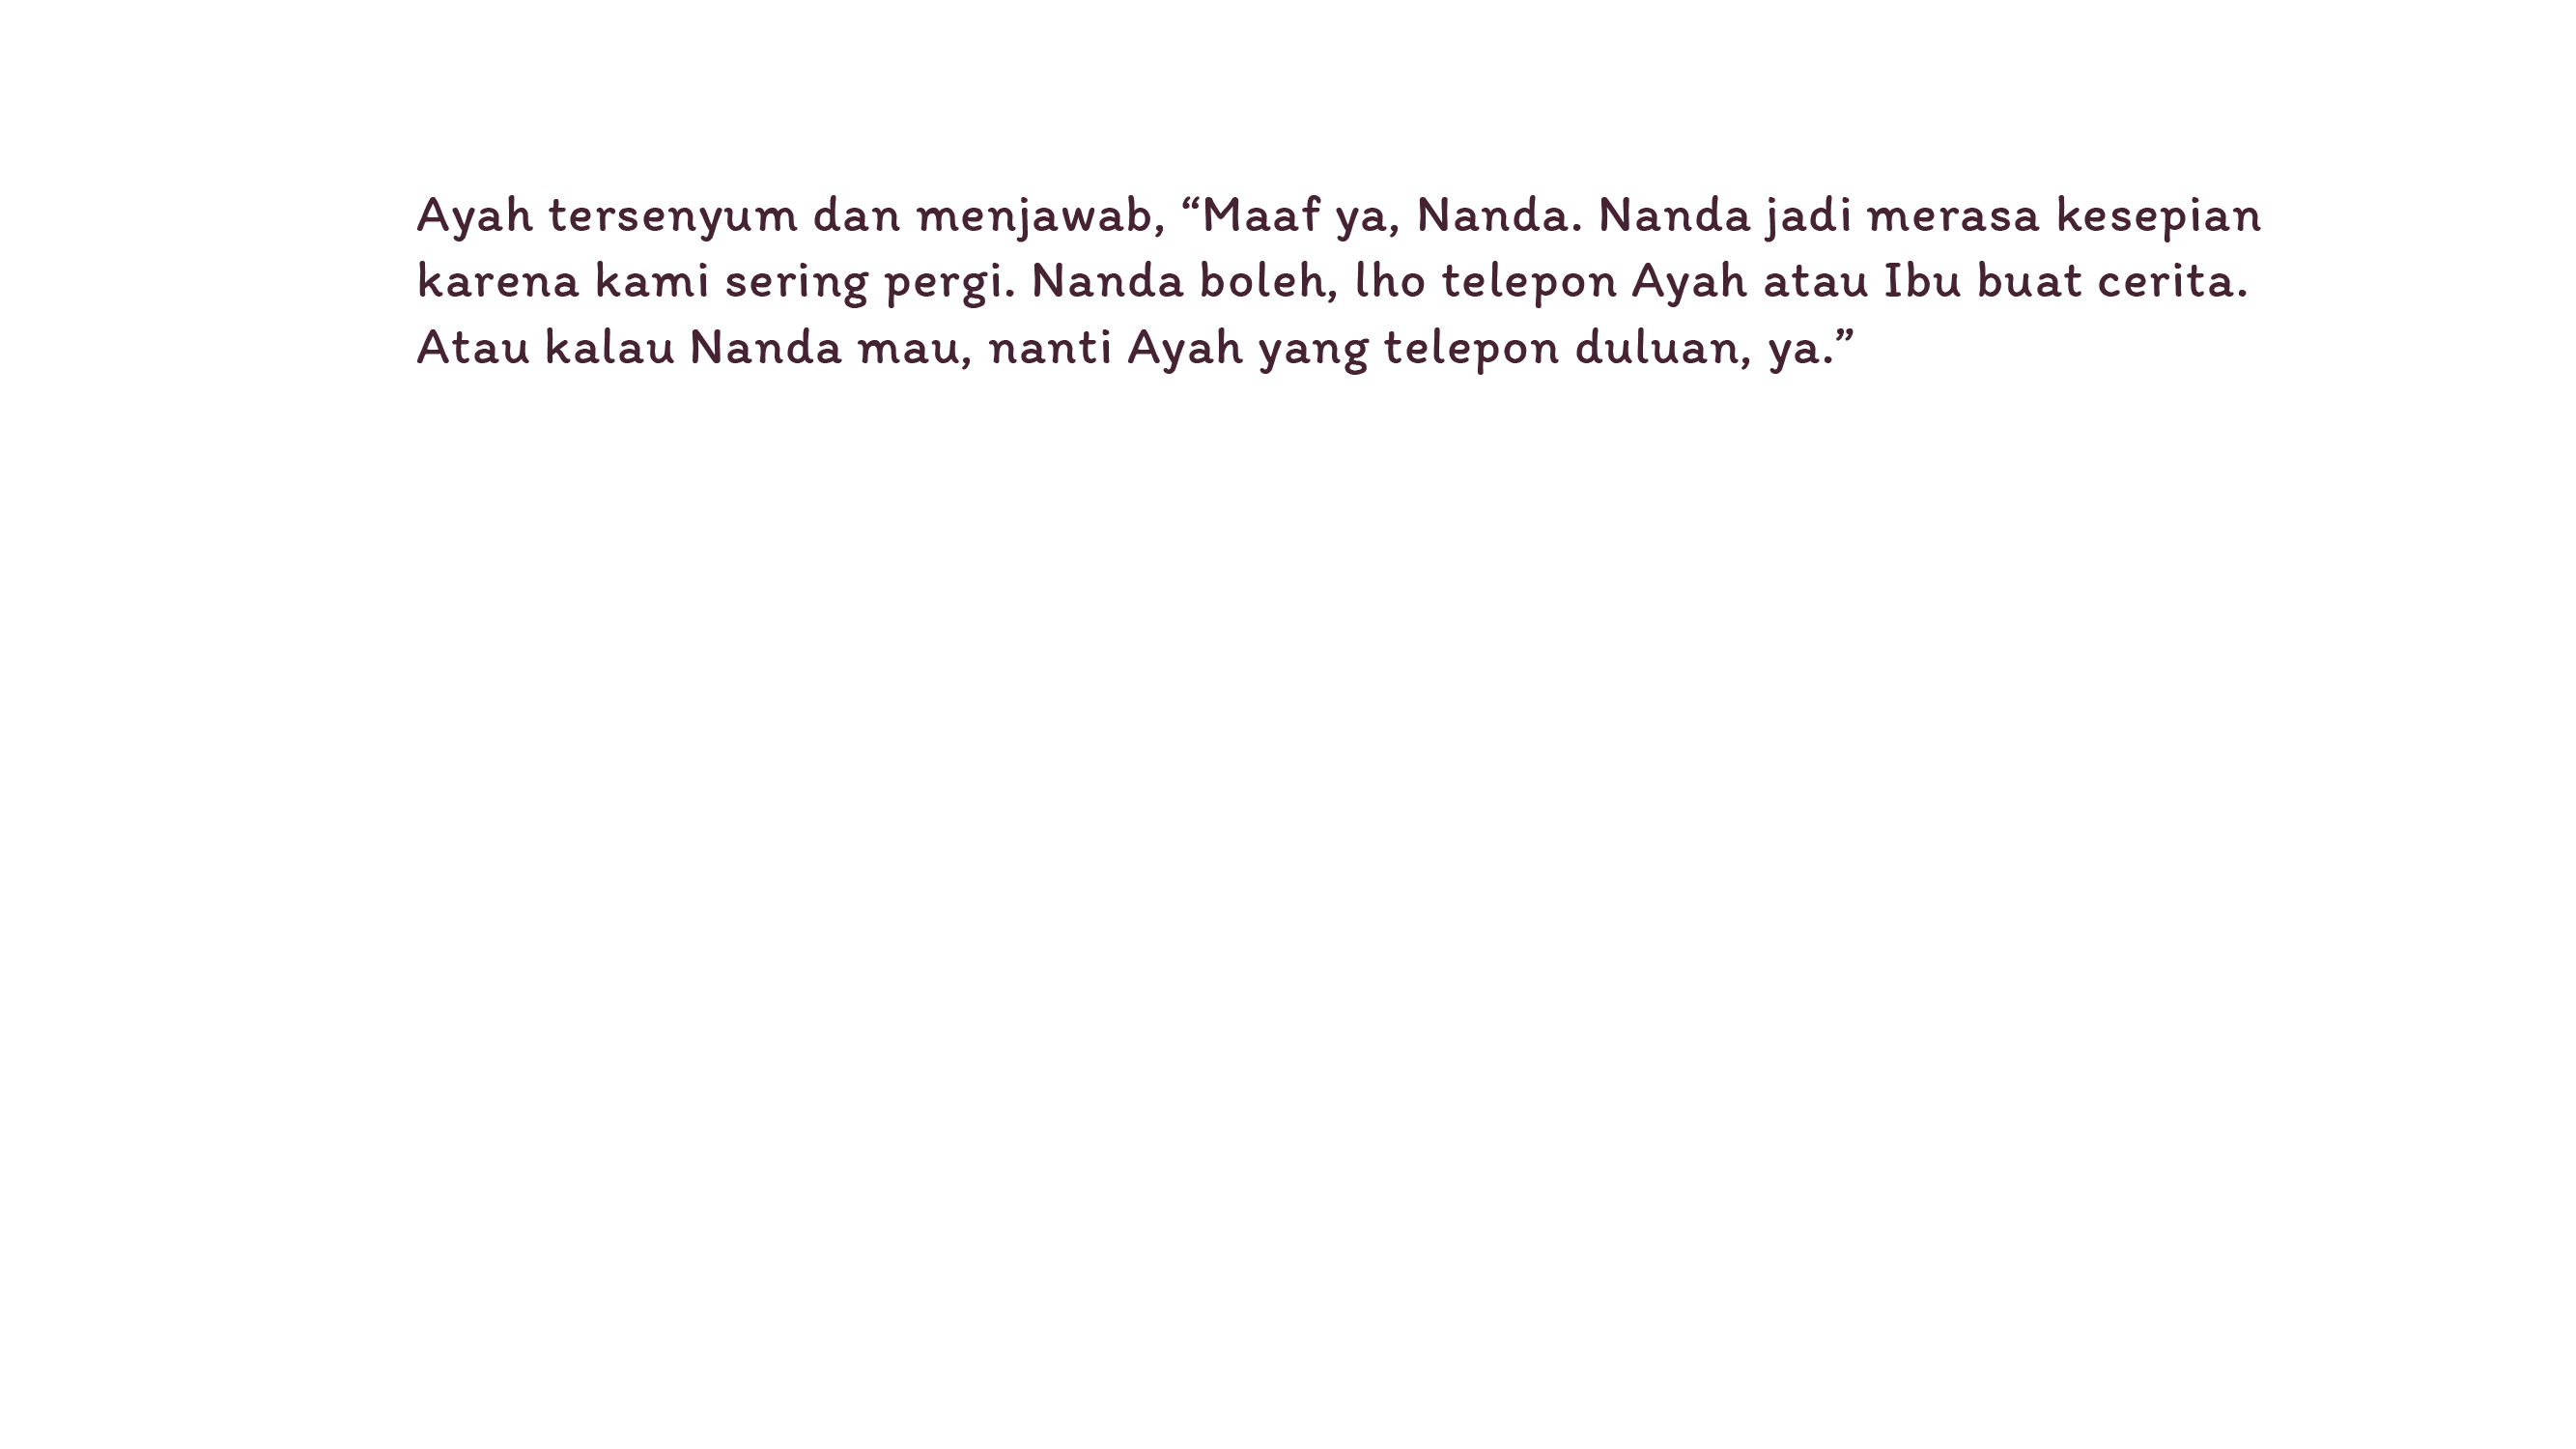 Ayah tersenyum dan menjawab, “Maaf ya, Nanda. Nanda jadi merasa kesepian
karena kami sering pergi. Nanda boleh, lho telepon Ayah atau Ibu buat cerita.
Atau kalau Nanda mau, nanti Ayah yang telepon duluan, ya.”